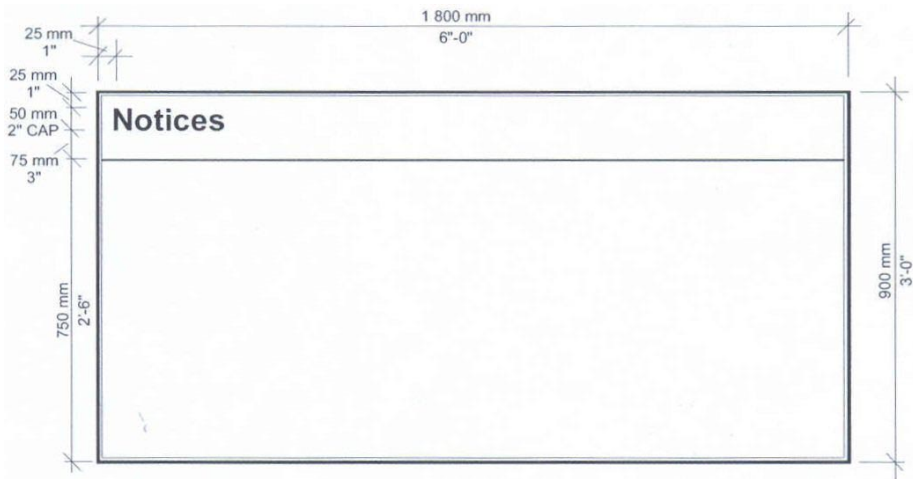 1 800 mm
6"-0"
25 mm
1"
25 mm
1"
50 mm
2" CAP
75 mm
3"
Notices
750 mm
2'-6"
900 mm
3'-0"